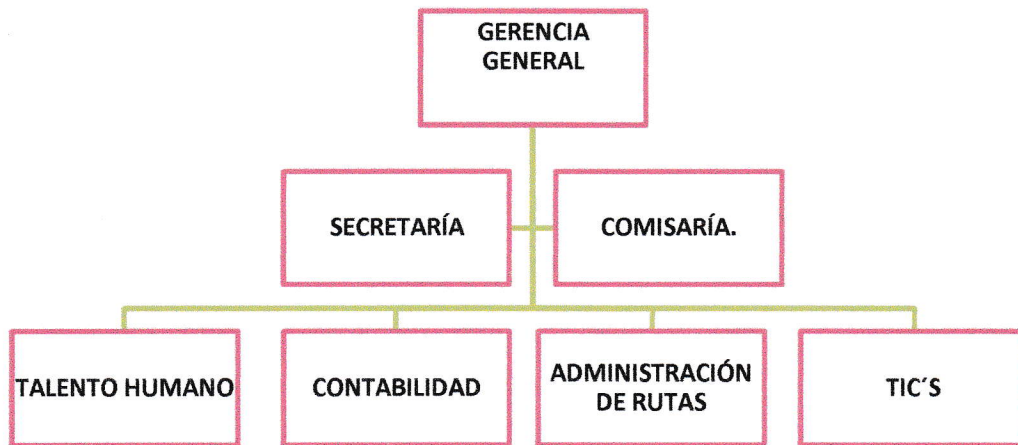 GERENCIA
GENERAL
SECRETARÍA
COMISARÍA.
TALENTO HUMANO
CONTABILIDAD
ADMINISTRACIÓN
DE RUTAS
TIC´S